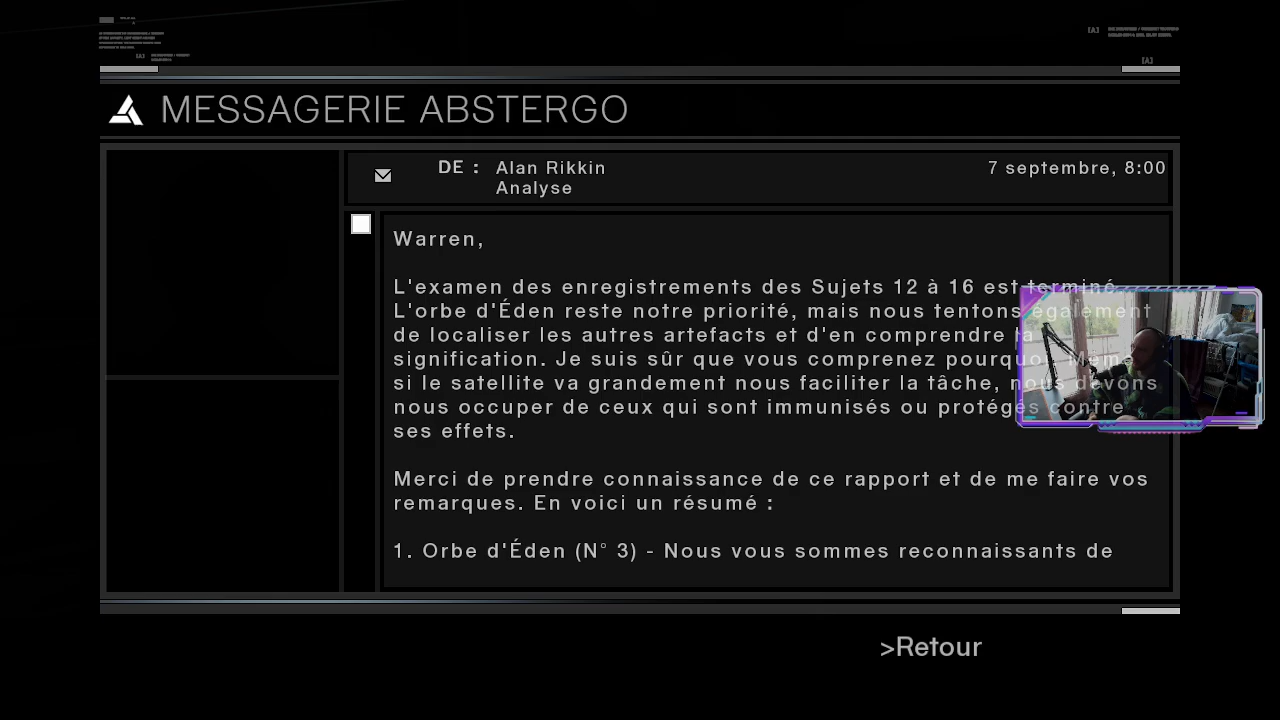 MESSAGERIE ABSTERGO
DE : Alan Rikkin 7 septembre, 8:00
Analyse
Warren,
L'examen des enregistrements des Sujets 12 à 16 est terminé.
L'orbe d'Éden reste notre priorité, mais nous tentons également
de localiser les autres artefacts et d'en comprendre la
signification. Je suis sûr que vous comprenez pourquoi. Même
si le satellite va grandement nous faciliter la tâche, nous devons
nous occuper de ceux qui sont immunisés ou protégés contre
ses effets.
Merci de prendre connaissance de ce rapport et de me faire vos
remarques. En voici un résumé :
1. Orbe d'Éden (N° 3) - Nous vous sommes reconnaissants de
>Retour